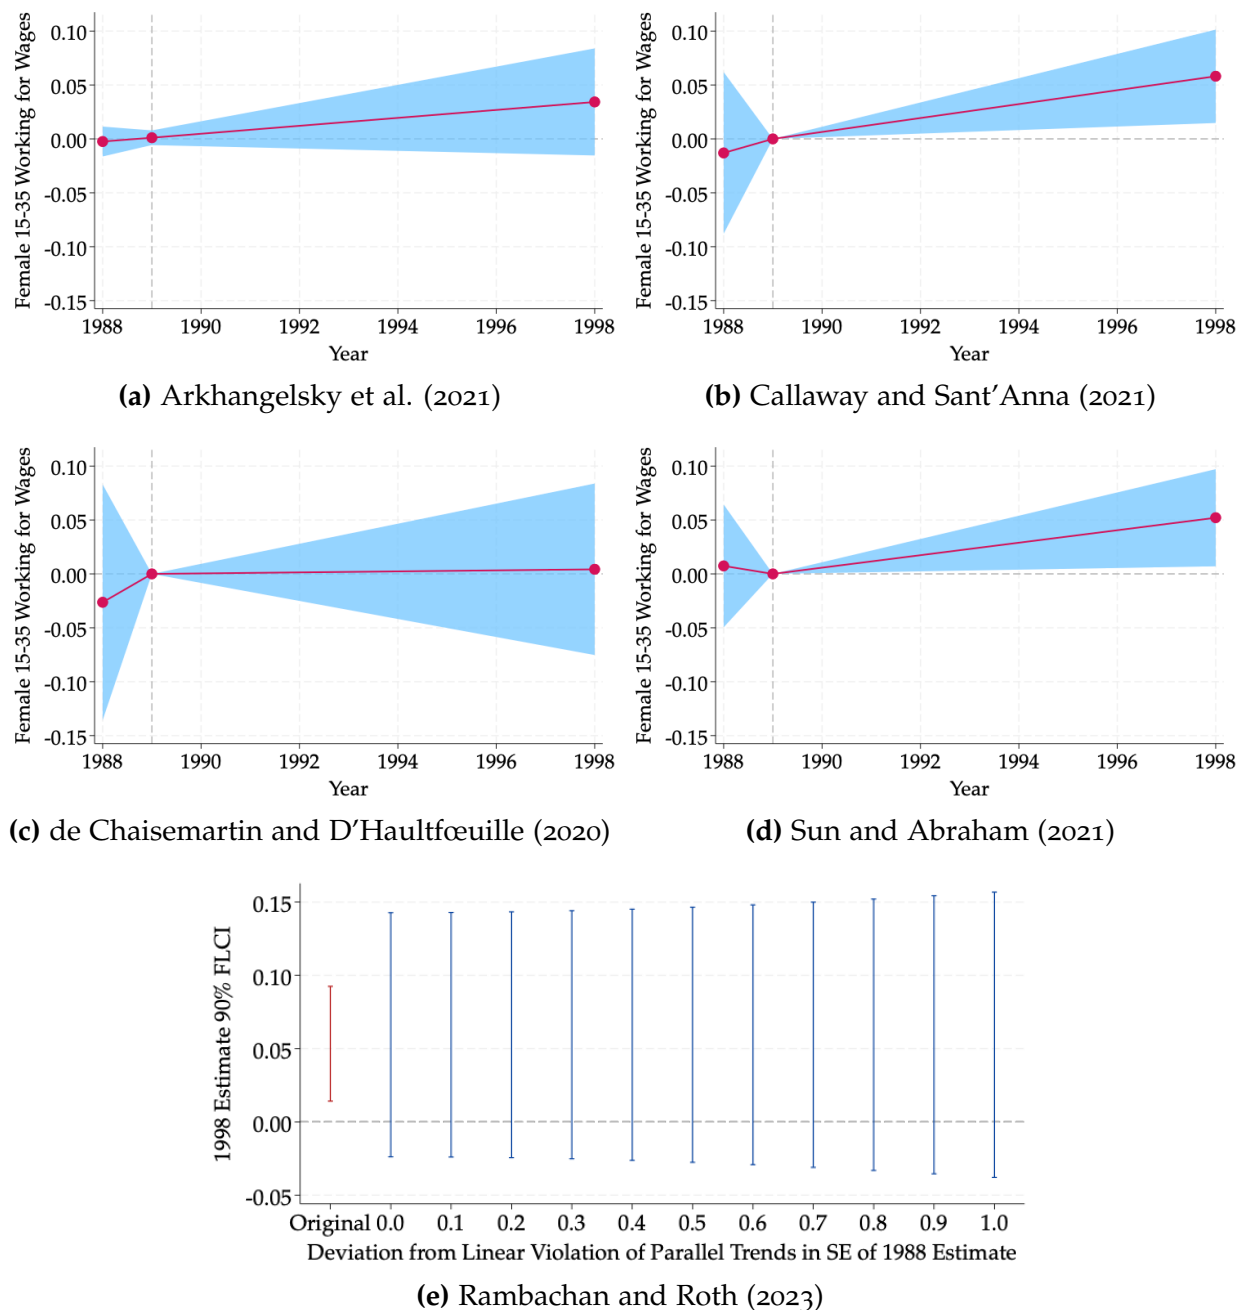 Female 15-35 Working for Wages
0.10
0.05
0.00
-0.05
-0.10
-0.15
1988 1990 1992 1994 1996 1998
Year
(a) Arkhangelsky et al. (2021)
Female 15-35 Working for Wages
0.10
0.05
0.00
-0.05
-0.10
-0.15
1988 1990 1992 1994 1996 1998
Year
(b) Callaway and Sant'Anna (2021)
Female 15-35 Working for Wages
0.10
0.05
0.00
-0.05
-0.10
-0.15
1988 1990 1992 1994 1996 1998
Year
(c) de Chaisemartin and D'Haultfœuille (2020)
Female 15-35 Working for Wages
0.10
0.05
0.00
-0.05
-0.10
-0.15
1988 1990 1992 1994 1996 1998
Year
(d) Sun and Abraham (2021)
1998 Estimate 90% FLCI
0.15
0.10
0.05
0.00
-0.05
Original 0.0 0.1 0.2 0.3 0.4 0.5 0.6 0.7 0.8 0.9 1.0
Deviation from Linear Violation of Parallel Trends in SE of 1988 Estimate
(e) Rambachan and Roth (2023)